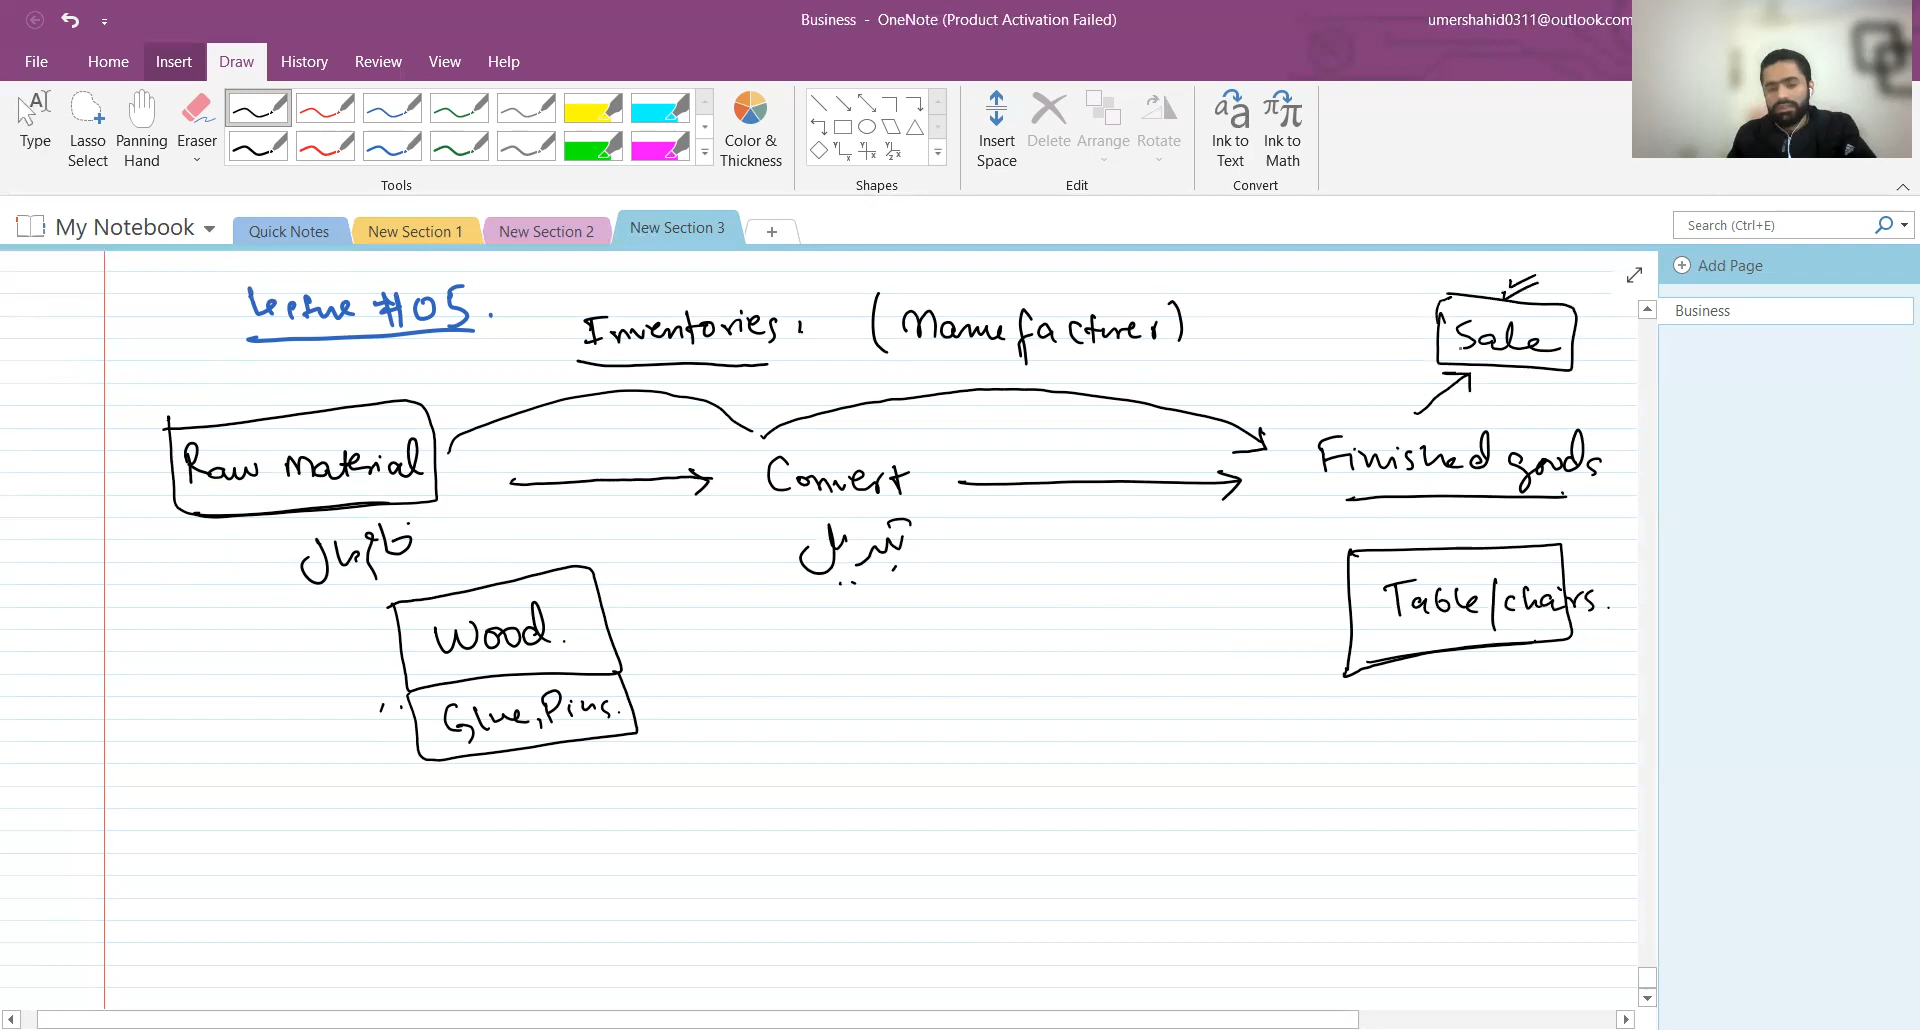 Business - OneNote (Product Activation Failed)
umershahid0311@outlook.com
File Home Insert Draw History Review View Help
Type
Lasso Select
Panning Hand
Eraser
Color & Thickness
Insert Space
Delete
Arrange
Rotate
Ink to Text
Ink to Math
Tools
Shapes
Edit
Convert
My Notebook
Quick Notes
New Section 1
New Section 2
New Section 3
Search (Ctrl+E)
Add Page
Business
Lecture #05.
Inventories. (Manufacturer)
Sale
Raw Material
Convert
Finished goods
خام مال
تبدیل
Wood.
Table/chairs.
Glue, Pins.